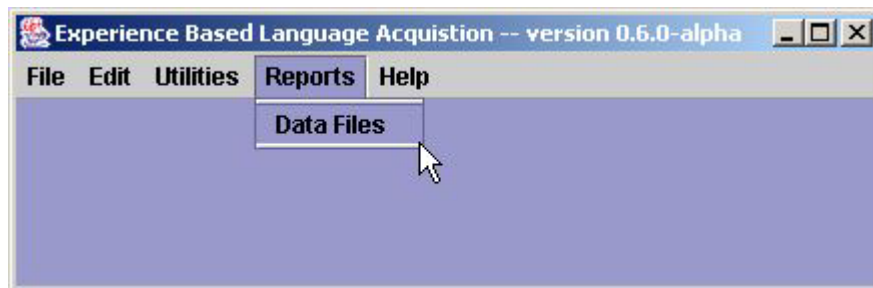 Experience Based Language Acquistion -- version 0.6.0-alpha
File Edit Utilities Reports Help
Data Files